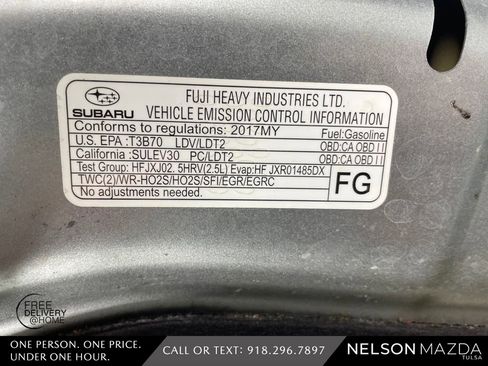 FUJI HEAVY INDUSTRIES LTD.
SUBARU VEHICLE EMISSION CONTROL INFORMATION
Conforms to regulations: 2017MY Fuel:Gasoline
U.S. EPA :T3B70 LDV/LDT2 OBD:CA OBD II
California:SULEV30 PC/LDT2 OBD:CA OBD II
Test Group: HFJXJ02. 5HRV(2.5L) Evap:HF JXR01485DX
TWC(2)/WR-HO2S/HO2S/SFI/EGR/EGRC
No adjustments needed.
FG
FREE
DELIVERY
@HOME
ONE PERSON. ONE PRICE.
UNDER ONE HOUR.
CALL OR TEXT: 918.296.7897
NELSON MAZDA
TULSA